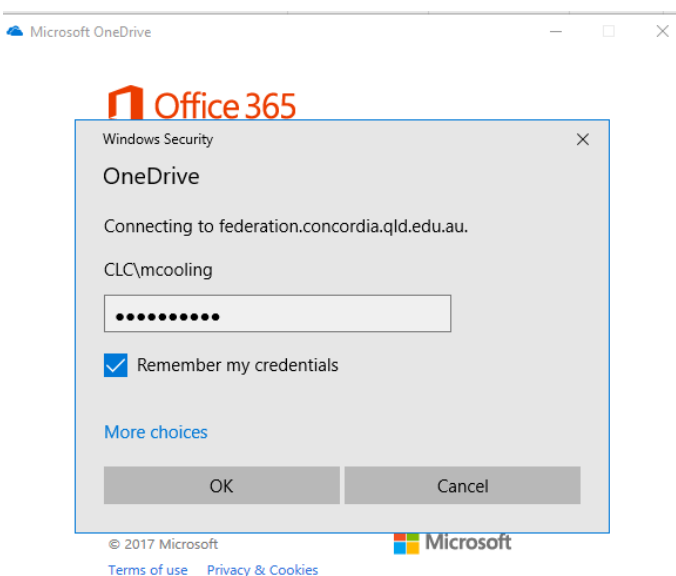 Microsoft OneDrive
Office 365
Windows Security
OneDrive
Connecting to federation.concordia.qld.edu.au.
CLC\mcooling
●●●●●●●●●●
Remember my credentials
More choices
OK Cancel
© 2017 Microsoft Microsoft
Terms of use Privacy & Cookies